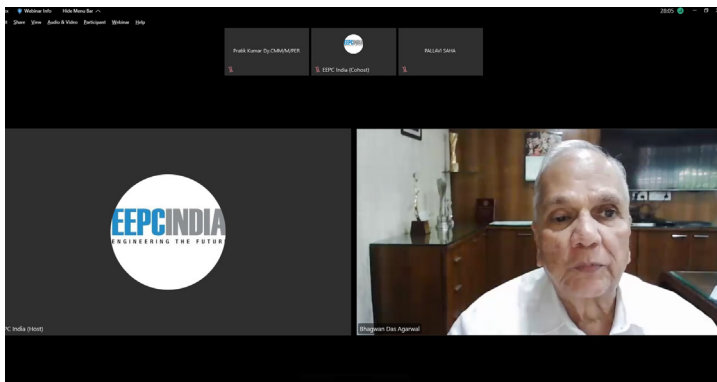 Webinar Info Hide Menu Bar
28:05
Share View Audio & Video Participant Webinar Help
Pratik Kumar Dy.CMM/M/PER
EEPC India (Cohost)
PALLAVI SAHA
EEPCINDIA
ENGINEERING THE FUTUR
PC India (Host)
Bhagwan Das Agarwal